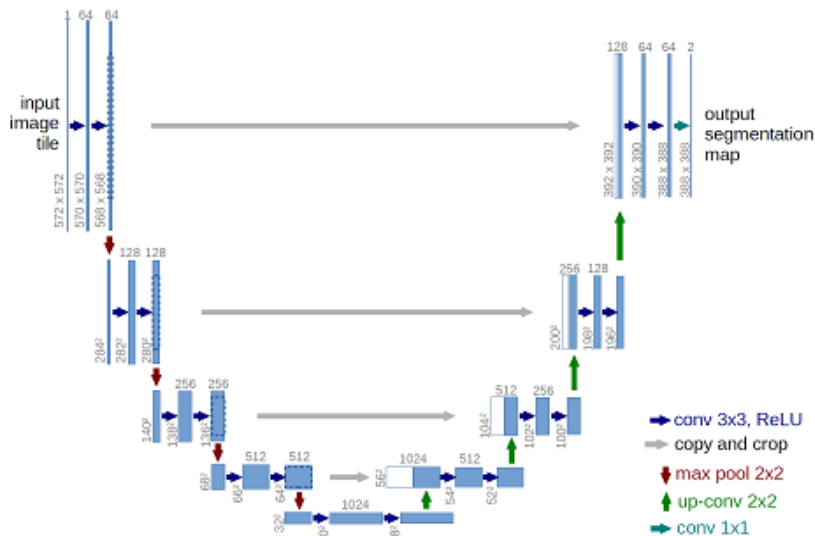 1 64 64
128 64 64 2
input
image
tile
output
segmentation
map
572 x 572
570 x 570
568 x 568
392 x 392
390 x 390
388 x 388
388 x 388
128 128
256 128
284²
282²
280²
200²
198²
196²
256 256
512 256
140²
138²
136²
104²
102²
100²
conv 3x3, ReLU
copy and crop
max pool 2x2
up-conv 2x2
conv 1x1
512 512
1024 512
68²
66²
64²
56²
54²
52²
1024
32²